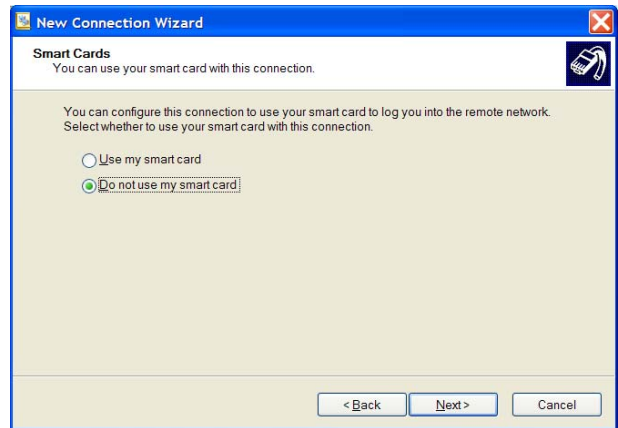 New Connection Wizard
Smart Cards
You can use your smart card with this connection.
You can configure this connection to use your smart card to log you into the remote network.
Select whether to use your smart card with this connection.
Use my smart card
Do not use my smart card
< Back
Next >
Cancel